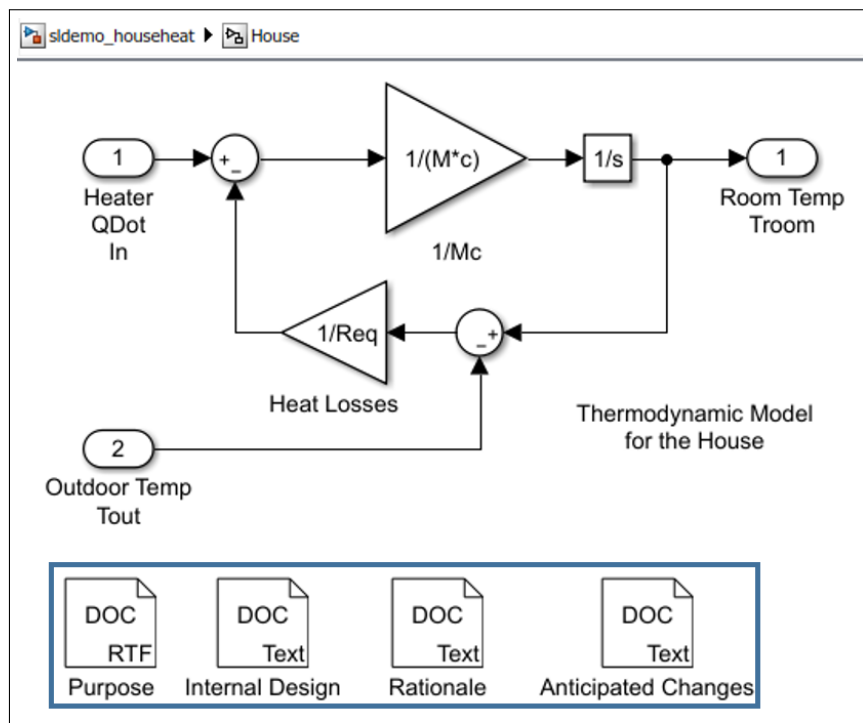 sldemo_househeat House
1
Heater
QDot
In
+
_
1/(M*c)
1/Mc
1/s
1
Room Temp
Troom
1/Req
Heat Losses
_
+
Thermodynamic Model
for the House
2
Outdoor Temp
Tout
DOC
RTF
Purpose
DOC
Text
Internal Design
DOC
Text
Rationale
DOC
Text
Anticipated Changes